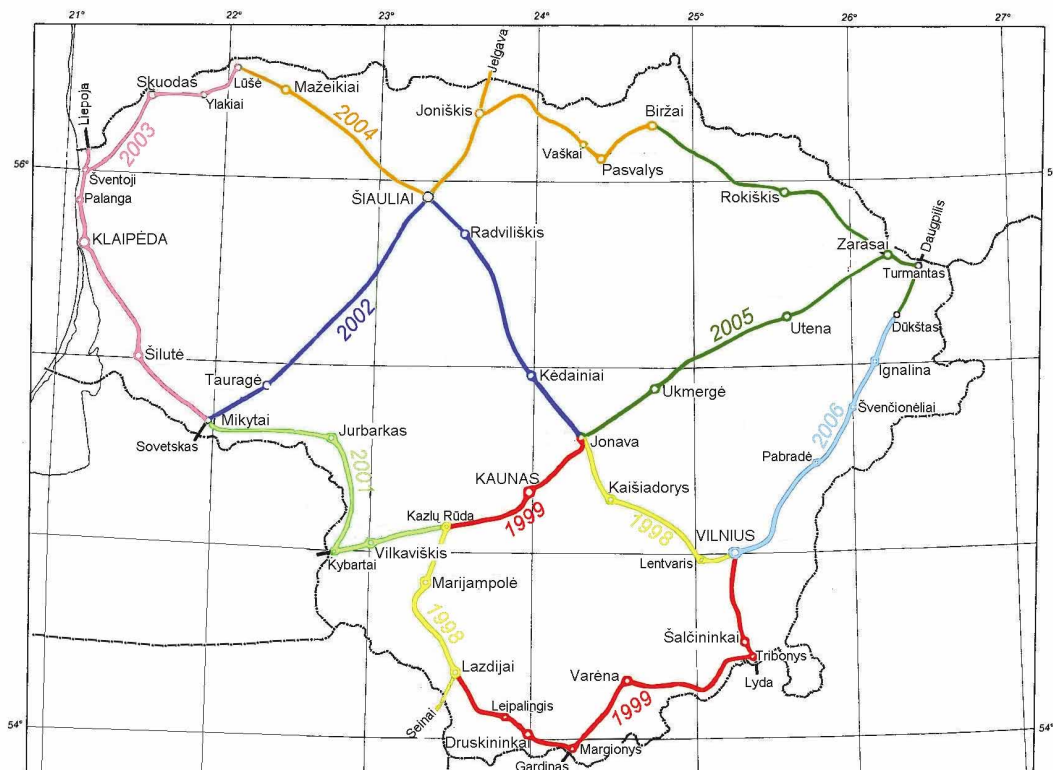 21°
22°
23°
24°
25°
26°
27°
Jelgava
Liepoja
Skuodas
Lūšė
Ylakiai
Mažeikiai
Joniškis
Biržai
2003
2004
Vaškai
Pasvalys
56°
5
Šventoji
Palanga
ŠIAULIAI
Rokiškis
KLAIPĖDA
Radviliškis
Zarasai
Daugpilis
Turmantas
2002
2005
Utena
Dūkštas
Šilutė
Tauragė
Kėdainiai
Ukmergė
Ignalina
Švenčionėliai
2006
Mikytai
Sovetskas
Jurbarkas
Jonava
Pabradė
2001
KAUNAS
Kaišiadorys
Kazlų Rūda
1999
1998
VILNIUS
Vilkaviškis
Kybartai
Lentvaris
Marijampolė
1998
Šalčininkai
Tribonys
Lazdijai
Varėna
Lyda
Seinai
Leipalingis
1999
54°
54°
Druskininkai
Margionys
Gardinas